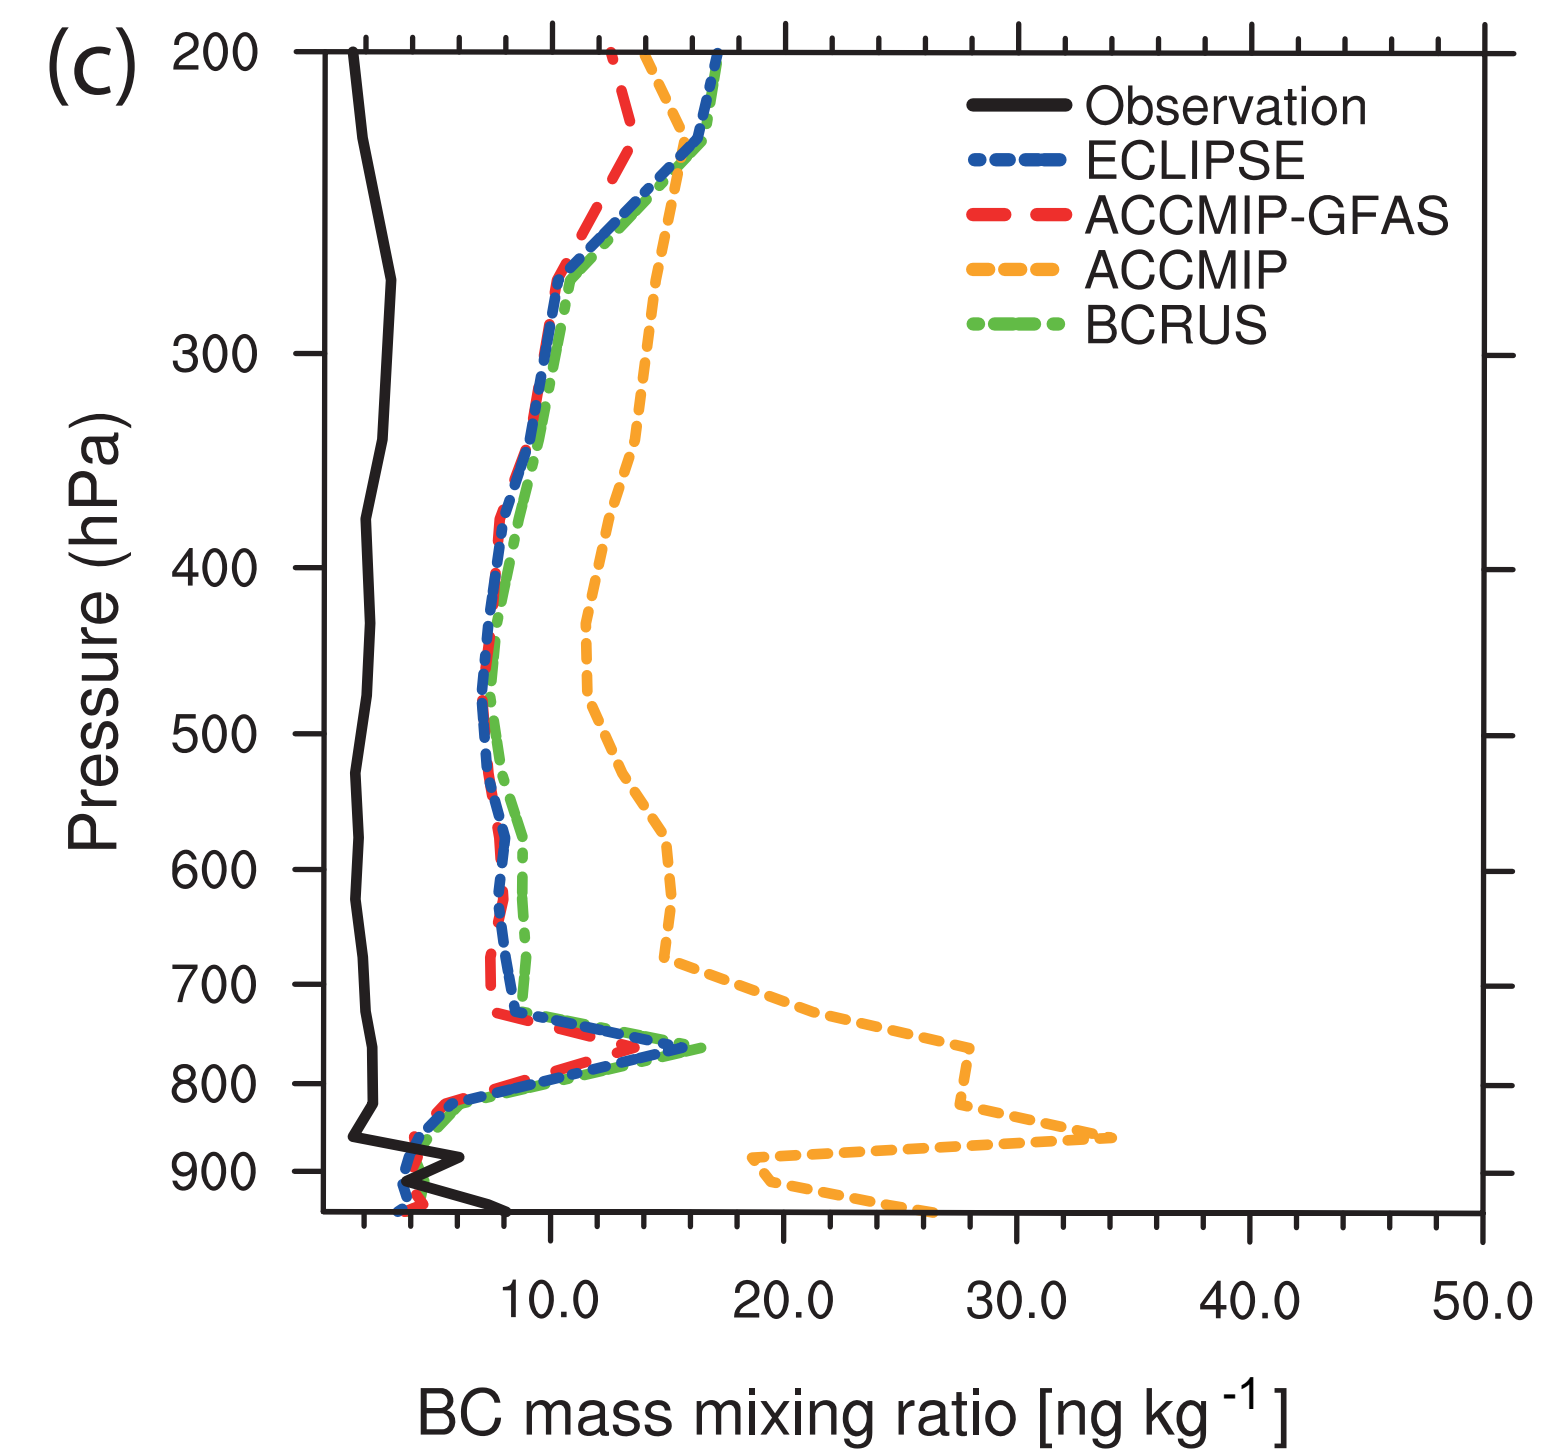 (c)
200
300
400
500
600
700
800
900
Pressure (hPa)
Observation
ECLIPSE
ACCMIP-GFAS
ACCMIP
BCRUS
10.0 20.0 30.0 40.0 50.0
BC mass mixing ratio [ng kg -1 ]